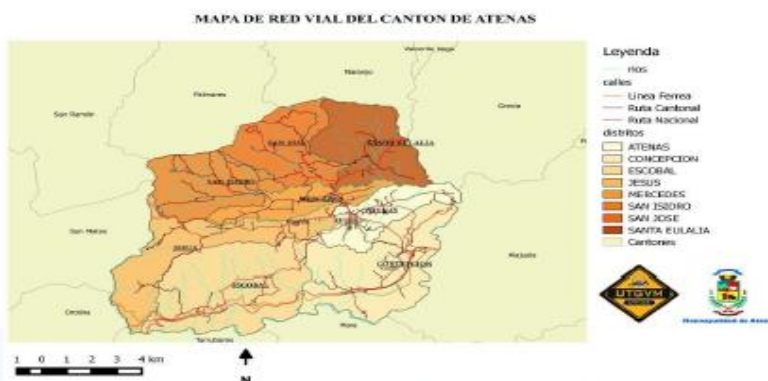 MAPA DE RED VIAL DEL CANTON DE ATENAS
Valverde Vega
Naranjo
Palmares
Grecia
San Ramón
SAN JOSE
SANTA EULALIA
SAN ISIDRO
MERCEDES
ATENAS
San Mateo
JESUS
CONCEPCION
Alajuela
ESCOBAL
Orotina
Mora
Turrubares
Leyenda
rios
calles
Linea Ferrea
Ruta Cantonal
Ruta Nacional
distritos
ATENAS
CONCEPCION
ESCOBAL
JESUS
MERCEDES
SAN ISIDRO
SAN JOSE
SANTA EULALIA
Cantones
UTGVM
1 0 1 2 3 4 km
N